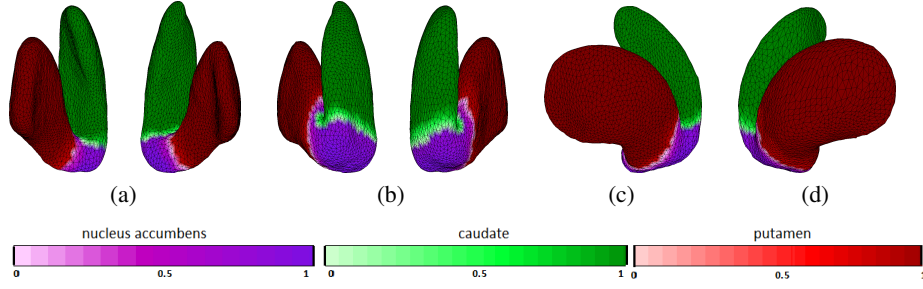 (a) (b) (c) (d)
nucleus accumbens caudate putamen
0 0.5 1 0 0.5 1 0 0.5 1